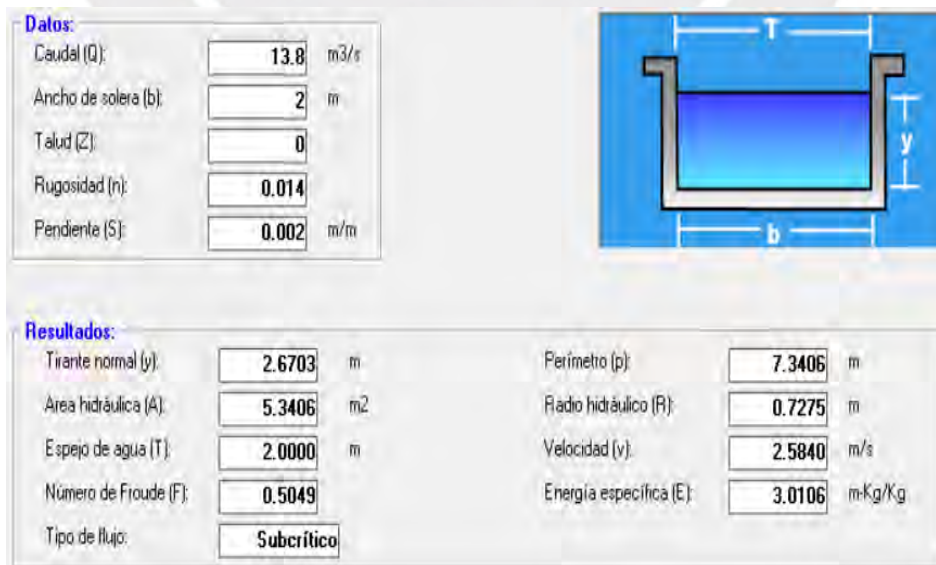 Datos:
Caudal (Q): 13.8 m3/s
Ancho de solera (b): 2 m
Talud (Z): 0
Rugosidad (n): 0.014
Pendiente (S): 0.002 m/m
T
y
b
Resultados:
Tirante normal (y): 2.6703 m Perímetro (p): 7.3406 m
Area hidráulica (A): 5.3406 m2 Radio hidráulico (R): 0.7275 m
Espejo de agua (T): 2.0000 m Velocidad (v): 2.5840 m/s
Número de Froude (F): 0.5049 Energía específica (E): 3.0106 m-Kg/Kg
Tipo de flujo: Subcrítico